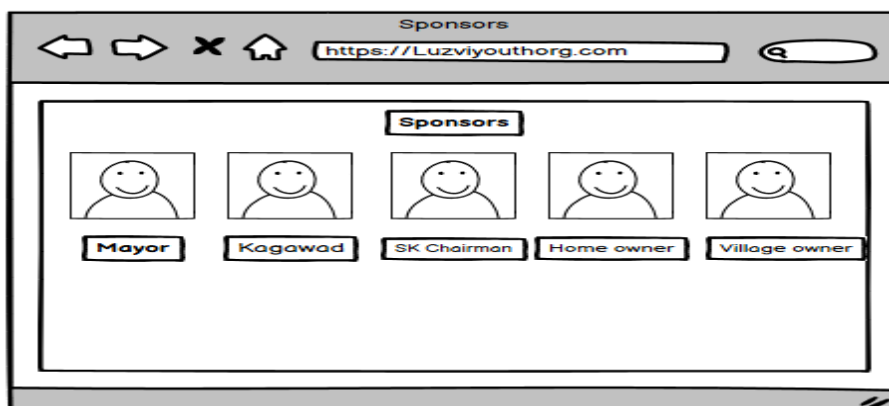 Sponsors
https://Luzviyouthorg.com
Sponsors
Mayor
Kagawad
SK Chairman
Home owner
Village owner